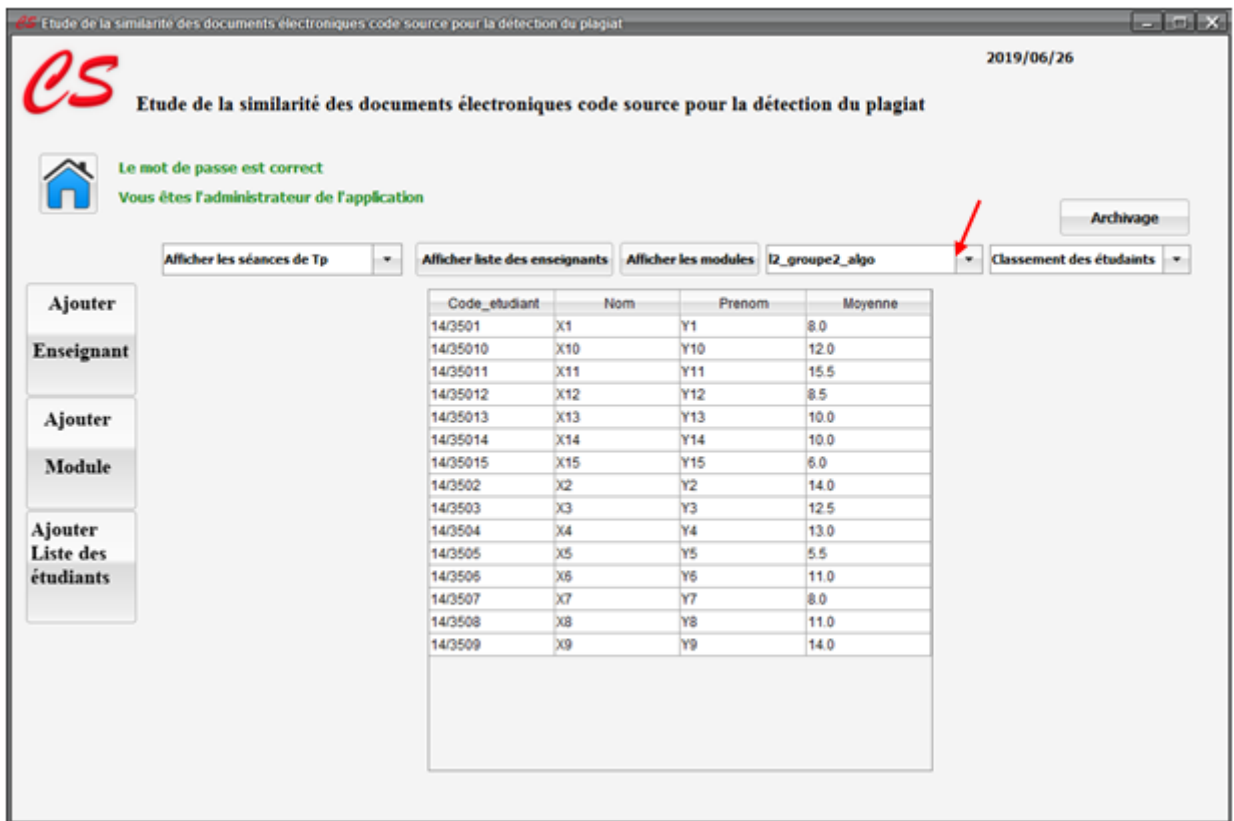 CS Etude de la similarité des documents électroniques code source pour la détection du plagiat
2019/06/26
CS
Etude de la similarité des documents électroniques code source pour la détection du plagiat
Le mot de passe est correct
Vous êtes l'administrateur de l'application
Archivage
Afficher les séances de Tp Afficher liste des enseignants Afficher les modules l2_groupe2_algo Classement des étudaints
Ajouter
Enseignant
Ajouter
Module
Ajouter
Liste des
étudiants
Code_etudiant Nom Prenom Moyenne
14/3501 X1 Y1 8.0
14/35010 X10 Y10 12.0
14/35011 X11 Y11 15.5
14/35012 X12 Y12 8.5
14/35013 X13 Y13 10.0
14/35014 X14 Y14 10.0
14/35015 X15 Y15 6.0
14/3502 X2 Y2 14.0
14/3503 X3 Y3 12.5
14/3504 X4 Y4 13.0
14/3505 X5 Y5 5.5
14/3506 X6 Y6 11.0
14/3507 X7 Y7 8.0
14/3508 X8 Y8 11.0
14/3509 X9 Y9 14.0